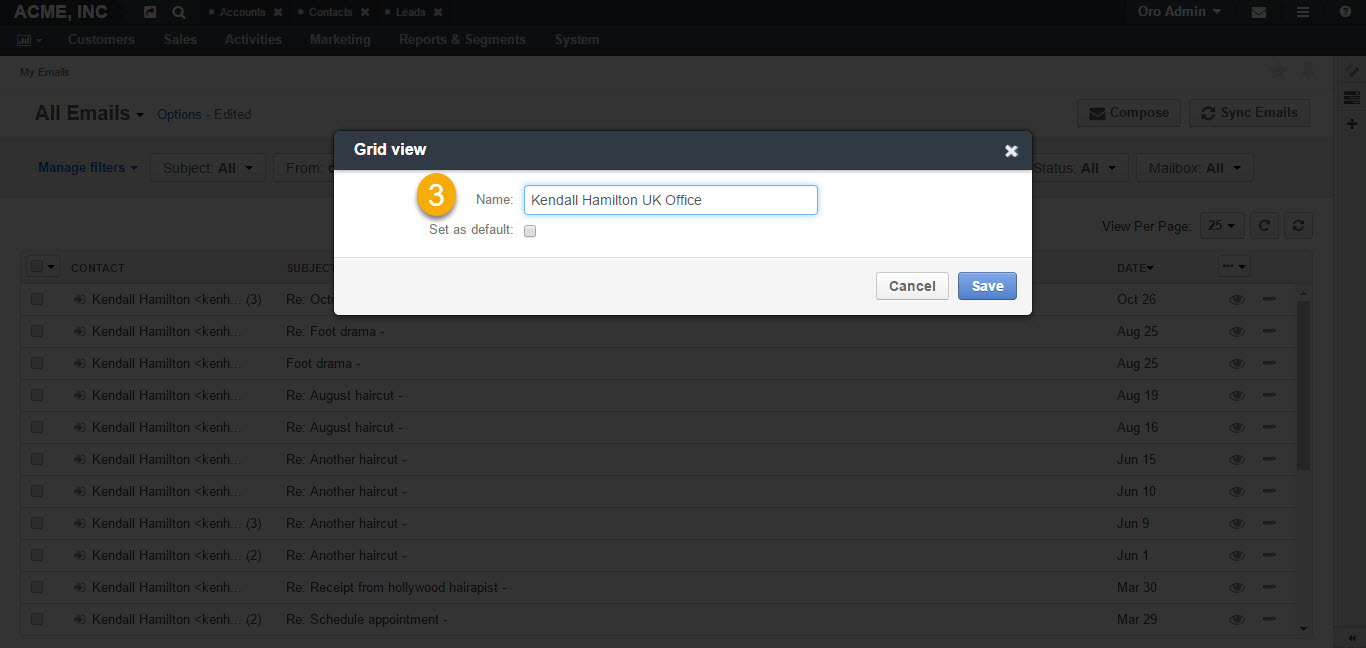 ACME, INC Accounts Contacts Leads Oro Admin
Customers Sales Activities Marketing Reports & Segments System
My Emails
All Emails Options - Edited Compose Sync Emails
Grid view
Manage filters Subject: All From: Status: All Mailbox: All
3 Name: Kendall Hamilton UK Office
Set as default:
View Per Page: 25
Cancel Save
CONTACT SUBJECT DATE
Kendall Hamilton <kenh... (3) Re: Oct 26
Kendall Hamilton <kenh... Re: Foot drama - Aug 25
Kendall Hamilton <kenh... Foot drama - Aug 25
Kendall Hamilton <kenh... Re: August haircut - Aug 19
Kendall Hamilton <kenh... Re: August haircut - Aug 16
Kendall Hamilton <kenh... Re: Another haircut - Jun 15
Kendall Hamilton <kenh... Re: Another haircut - Jun 10
Kendall Hamilton <kenh... (3) Re: Another haircut - Jun 9
Kendall Hamilton <kenh... (2) Re: Another haircut - Jun 1
Kendall Hamilton <kenh... Re: Receipt from hollywood hairapist - Mar 30
Kendall Hamilton <kenh... (2) Re: Schedule appointment - Mar 29